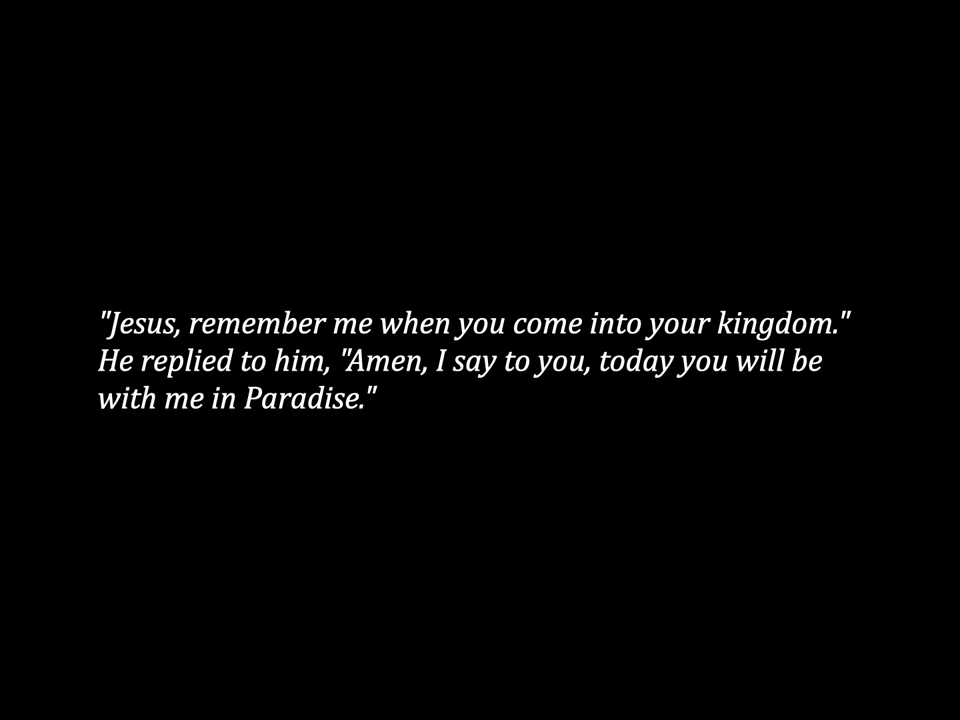 "Jesus, remember me when you come into your kingdom."
He replied to him, "Amen, I say to you, today you will be
with me in Paradise."